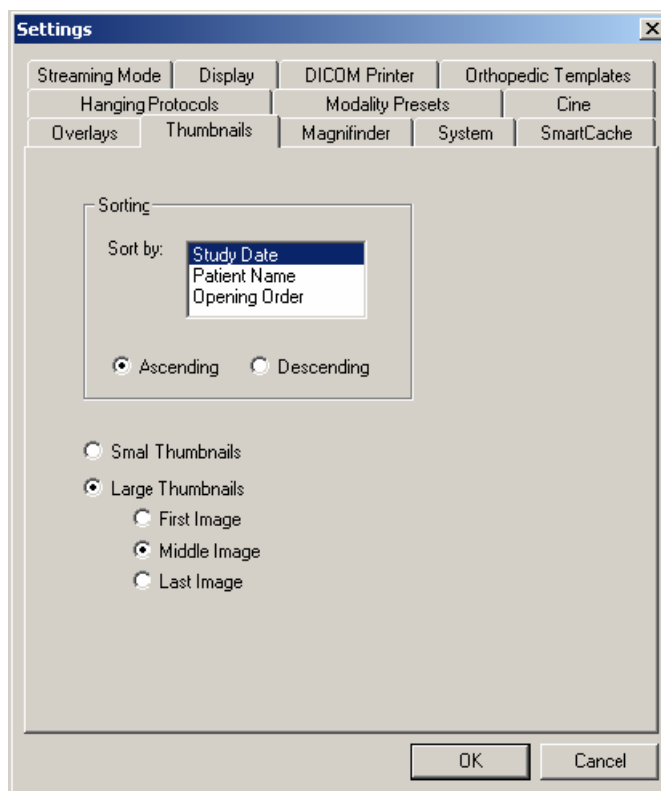 Settings
Streaming Mode Display DICOM Printer Orthopedic Templates
Hanging Protocols Modality Presets Cine
Overlays Thumbnails Magnifinder System SmartCache
Sorting
Sort by: Study Date
Patient Name
Opening Order
Ascending Descending
Smal Thumbnails
Large Thumbnails
First Image
Middle Image
Last Image
OK Cancel